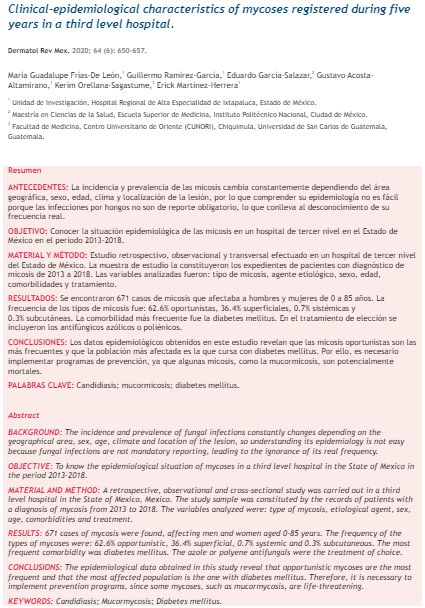 Clinical-epidemiological characteristics of mycoses registered during five
years in a third level hospital.
Dermatol Rev Mex. 2020; 64 (6): 650-657.
María Guadalupe Frías-De León,¹ Guillermo Ramírez-García,¹ Eduardo García-Salazar,² Gustavo Acosta-
Altamirano,¹ Kerim Orellana-Sagastume,³ Erick Martínez-Herrera¹
¹ Unidad de Investigación, Hospital Regional de Alta Especialidad de Ixtapaluca, Estado de México.
² Maestría en Ciencias de la Salud, Escuela Superior de Medicina, Instituto Politécnico Nacional, Ciudad de México.
³ Facultad de Medicina, Centro Universitario de Oriente (CUNORI), Chiquimula, Universidad de San Carlos de Guatemala,
Guatemala.
Resumen
ANTECEDENTES: La incidencia y prevalencia de las micosis cambia constantemente dependiendo del área
geográfica, sexo, edad, clima y localización de la lesión, por lo que comprender su epidemiología no es fácil
porque las infecciones por hongos no son de reporte obligatorio, lo que conlleva al desconocimiento de su
frecuencia real.
OBJETIVO: Conocer la situación epidemiológica de las micosis en un hospital de tercer nivel en el Estado de
México en el periodo 2013-2018.
MATERIAL Y MÉTODO: Estudio retrospectivo, observacional y transversal efectuado en un hospital de tercer nivel
del Estado de México. La muestra de estudio la constituyeron los expedientes de pacientes con diagnóstico de
micosis de 2013 a 2018. Las variables analizadas fueron: tipo de micosis, agente etiológico, sexo, edad,
comorbilidades y tratamiento.
RESULTADOS: Se encontraron 671 casos de micosis que afectaba a hombres y mujeres de 0 a 85 años. La
frecuencia de los tipos de micosis fue: 62.6% oportunistas, 36.4% superficiales, 0.7% sistémicas y
0.3% subcutáneas. La comorbilidad más frecuente fue la diabetes mellitus. En el tratamiento de elección se
incluyeron los antifúngicos azólicos o poliénicos.
CONCLUSIONES: Los datos epidemiológicos obtenidos en este estudio revelan que las micosis oportunistas son las
más frecuentes y que la población más afectada es la que cursa con diabetes mellitus. Por ello, es necesario
implementar programas de prevención, ya que algunas micosis, como la mucormicosis, son potencialmente
mortales.
PALABRAS CLAVE: Candidiasis; mucormicosis; diabetes mellitus.
Abstract
BACKGROUND: The incidence and prevalence of fungal infections constantly changes depending on the
geographical area, sex, age, climate and location of the lesion, so understanding its epidemiology is not easy
because fungal infections are not mandatory reporting, leading to the ignorance of its real frequency.
OBJECTIVE: To know the epidemiological situation of mycoses in a third level hospital in the State of Mexico in
the period 2013-2018.
MATERIAL AND METHOD: A retrospective, observational and cross-sectional study was carried out in a third
level hospital in the State of Mexico, Mexico. The study sample was constituted by the records of patients with
a diagnosis of mycosis from 2013 to 2018. The variables analyzed were: type of mycosis, etiological agent, sex,
age, comorbidities and treatment.
RESULTS: 671 cases of mycosis were found, affecting men and women aged 0-85 years. The frequency of the
types of mycoses were: 62.6% opportunistic, 36.4% superficial, 0.7% systemic and 0.3% subcutaneous. The most
frequent comorbidity was diabetes mellitus. The azole or polyene antifungals were the treatment of choice.
CONCLUSIONS: The epidemiological data obtained in this study reveal that opportunistic mycoses are the most
frequent and that the most affected population is the one with diabetes mellitus. Therefore, it is necessary to
implement prevention programs, since some mycoses, such as mucormycosis, are life-threatening.
KEYWORDS: Candidiasis; Mucormycosis; Diabetes mellitus.